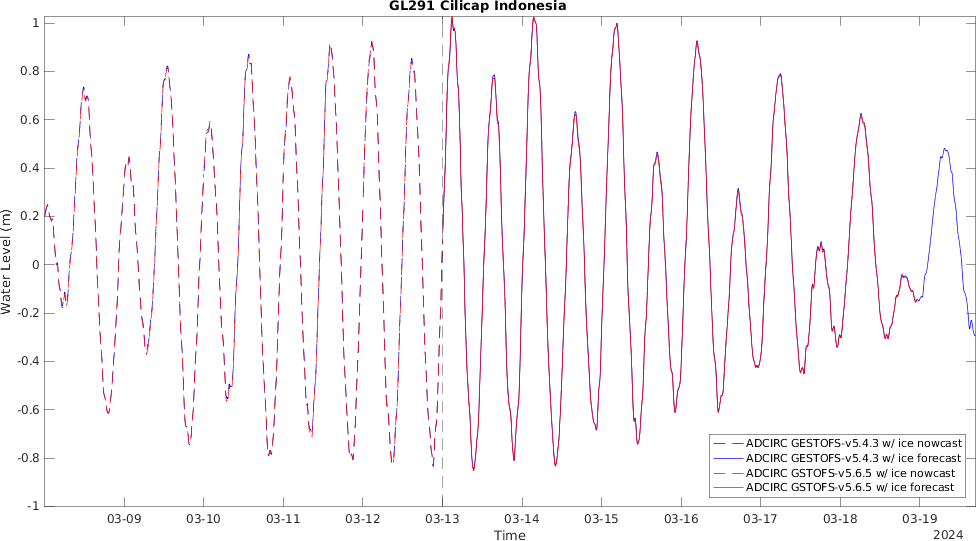 GL291 Cilicap Indonesia
Water Level (m)
1
0.8
0.6
0.4
0.2
0
-0.2
-0.4
-0.6
-0.8
-1
ADCIRC GESTOFS-v5.4.3 w/ ice nowcast
ADCIRC GESTOFS-v5.4.3 w/ ice forecast
ADCIRC GSTOFS-v5.6.5 w/ ice nowcast
ADCIRC GSTOFS-v5.6.5 w/ ice forecast
03-09 03-10 03-11 03-12 03-13 03-14 03-15 03-16 03-17 03-18 03-19
Time
2024